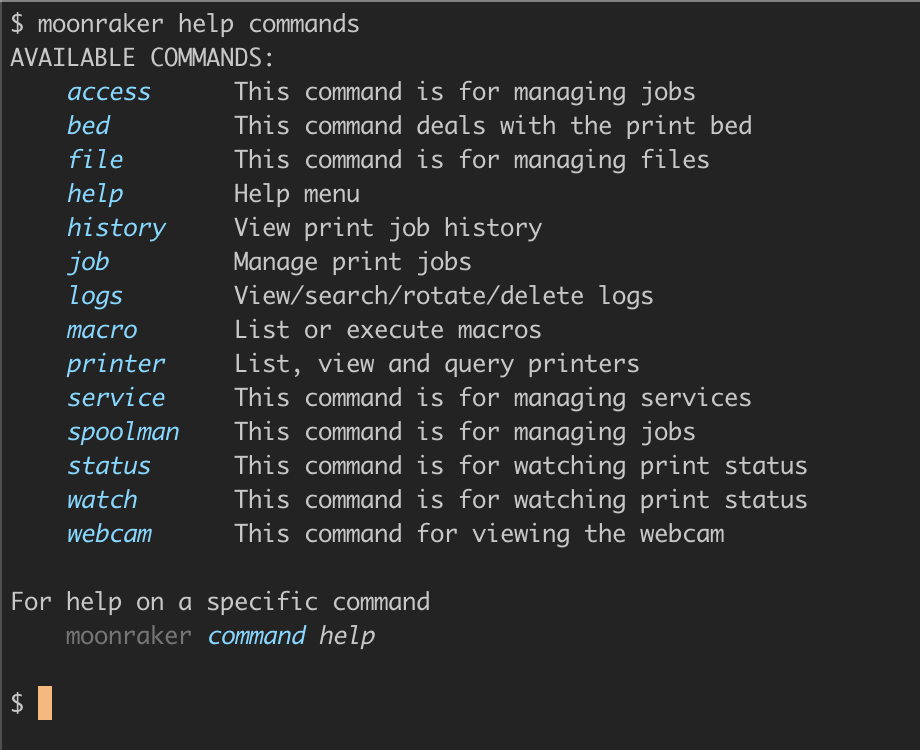 $ moonraker help commands
AVAILABLE COMMANDS:
access This command is for managing jobs
bed This command deals with the print bed
file This command is for managing files
help Help menu
history View print job history
job Manage print jobs
logs View/search/rotate/delete logs
macro List or execute macros
printer List, view and query printers
service This command is for managing services
spoolman This command is for managing jobs
status This command is for watching print status
watch This command is for watching print status
webcam This command for viewing the webcam
For help on a specific command
moonraker command help
$